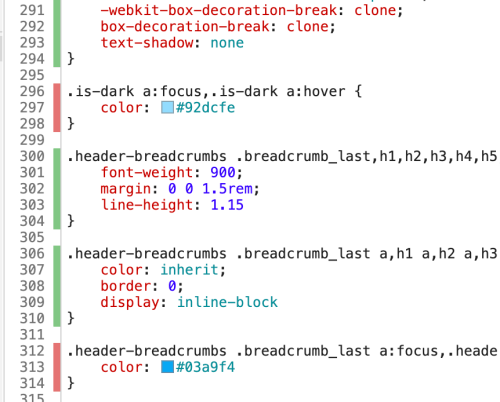 291 -webkit-box-decoration-break: clone;
292 box-decoration-break: clone;
293 text-shadow: none
294 }
295
296 .is-dark a:focus,.is-dark a:hover {
297 color: #92dcfe
298 }
299
300 .header-breadcrumbs .breadcrumb_last,h1,h2,h3,h4,h5
301 font-weight: 900;
302 margin: 0 0 1.5rem;
303 line-height: 1.15
304 }
305
306 .header-breadcrumbs .breadcrumb_last a,h1 a,h2 a,h3
307 color: inherit;
308 border: 0;
309 display: inline-block
310 }
311
312 .header-breadcrumbs .breadcrumb_last a:focus,.heade
313 color: #03a9f4
314 }
315